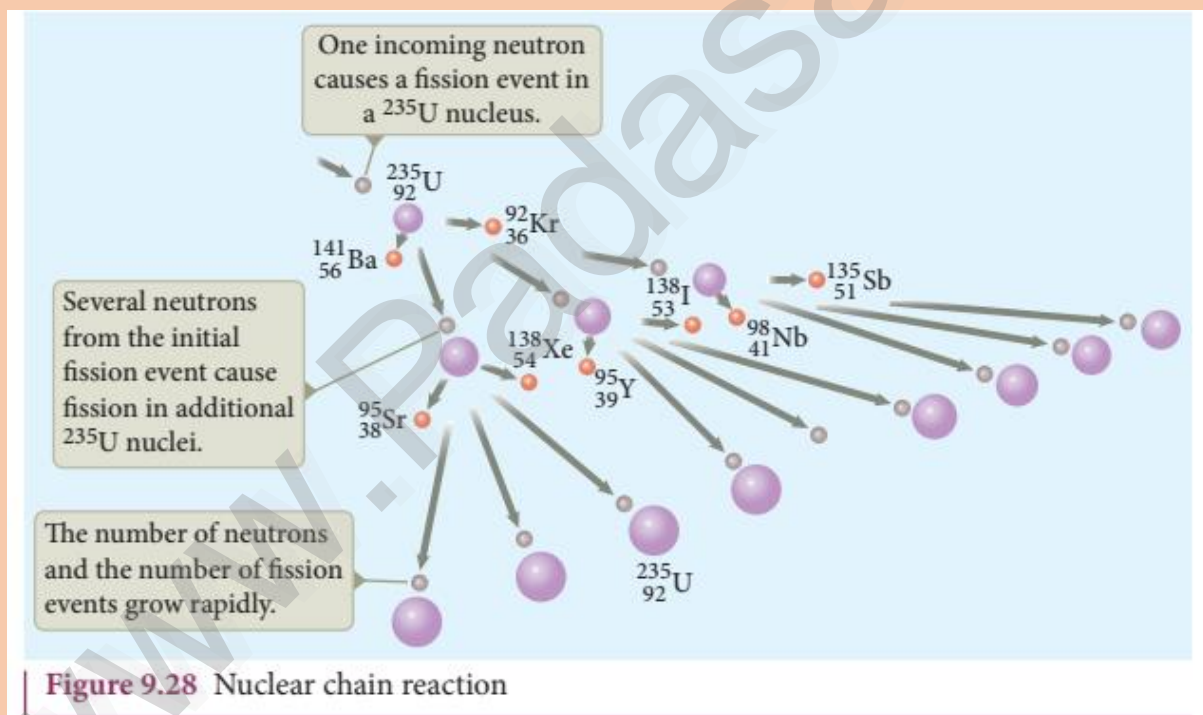 One incoming neutron
causes a fission event in
a ²³⁵U nucleus.
²³⁵₉₂U
⁹²₃₆Kr
¹⁴¹₅₆Ba
¹³⁵₅₁Sb
¹³⁸₅₃I
Several neutrons
from the initial
fission event cause
fission in additional
²³⁵U nuclei.
⁹⁸₄₁Nb
¹³⁸₅₄Xe
⁹⁵₃₉Y
⁹⁵₃₈Sr
The number of neutrons
and the number of fission
events grow rapidly.
²³⁵₉₂U
Figure 9.28 Nuclear chain reaction
www.Padasa